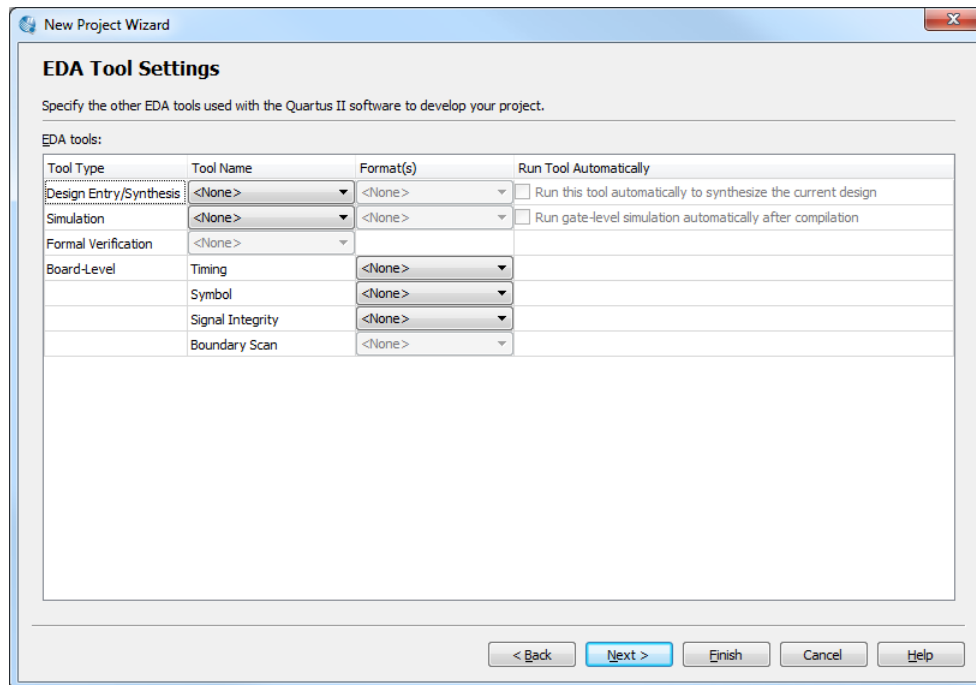 New Project Wizard
EDA Tool Settings
Specify the other EDA tools used with the Quartus II software to develop your project.
EDA tools:
Tool Type Tool Name Format(s) Run Tool Automatically
Design Entry/Synthesis <None> <None> Run this tool automatically to synthesize the current design
Simulation <None> <None> Run gate-level simulation automatically after compilation
Formal Verification <None>
Board-Level Timing <None>
Symbol <None>
Signal Integrity <None>
Boundary Scan <None>
< Back Next > Finish Cancel Help